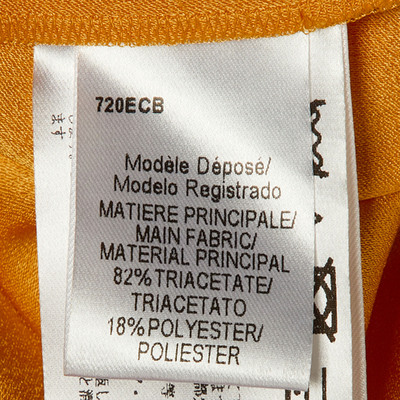 720ECB
Modèle Déposé/
Modelo Registrado
MATIERE PRINCIPALE/
MAIN FABRIC/
MATERIAL PRINCIPAL
82% TRIACETATE/
TRIACETATO
18% POLYESTER/
POLIESTER